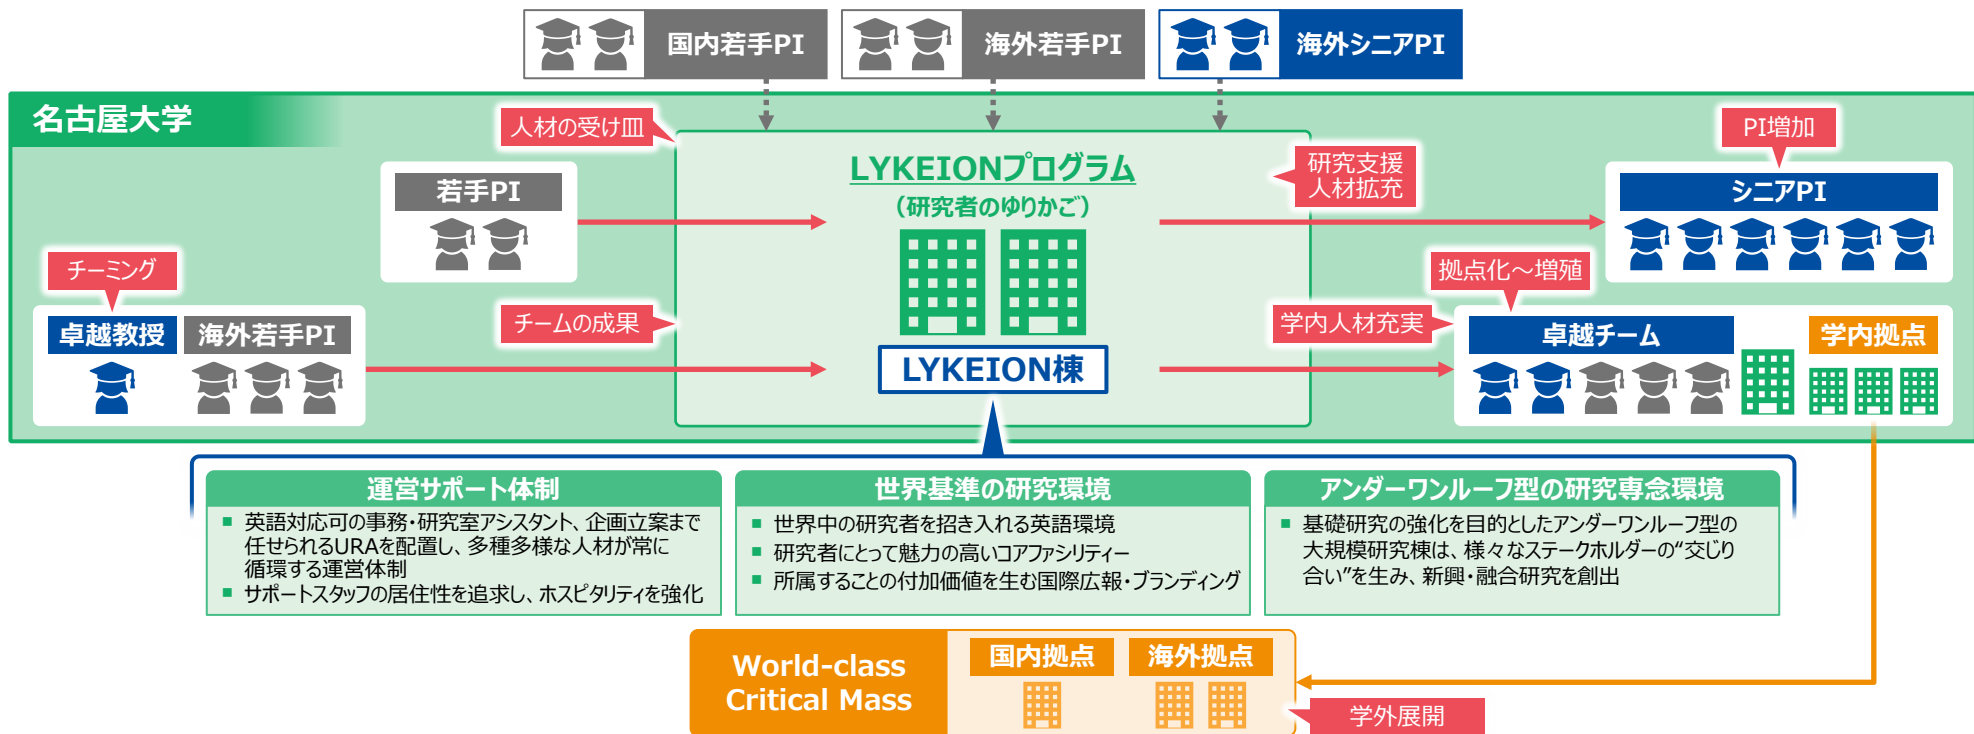 国内若手PI
海外若手PI
海外シニアPI
名古屋大学
人材の受け皿
LYKEIONプログラム
（研究者のゆりかご）
研究支援
人材拡充
PI増加
若手PI
シニアPI
チーミング
拠点化～増殖
卓越教授
海外若手PI
チームの成果
LYKEION棟
学内人材充実
卓越チーム
学内拠点
運営サポート体制
■ 英語対応可の事務・研究室アシスタント、企画立案まで
任せられるURAを配置し、多種多様な人材が常に
循環する運営体制
■ サポートスタッフの居住性を追求し、ホスピタリティを強化
世界基準の研究環境
■ 世界中の研究者を招き入れる英語環境
■ 研究者にとって魅力の高いコアファシリティー
■ 所属することの付加価値を生む国際広報・ブランディング
アンダーワンルーフ型の研究専念環境
■ 基礎研究の強化を目的としたアンダーワンルーフ型の
大規模研究棟は、様々なステークホルダーの“交じり
合い”を生み、新興・融合研究を創出
World-class
Critical Mass
国内拠点
海外拠点
学外展開